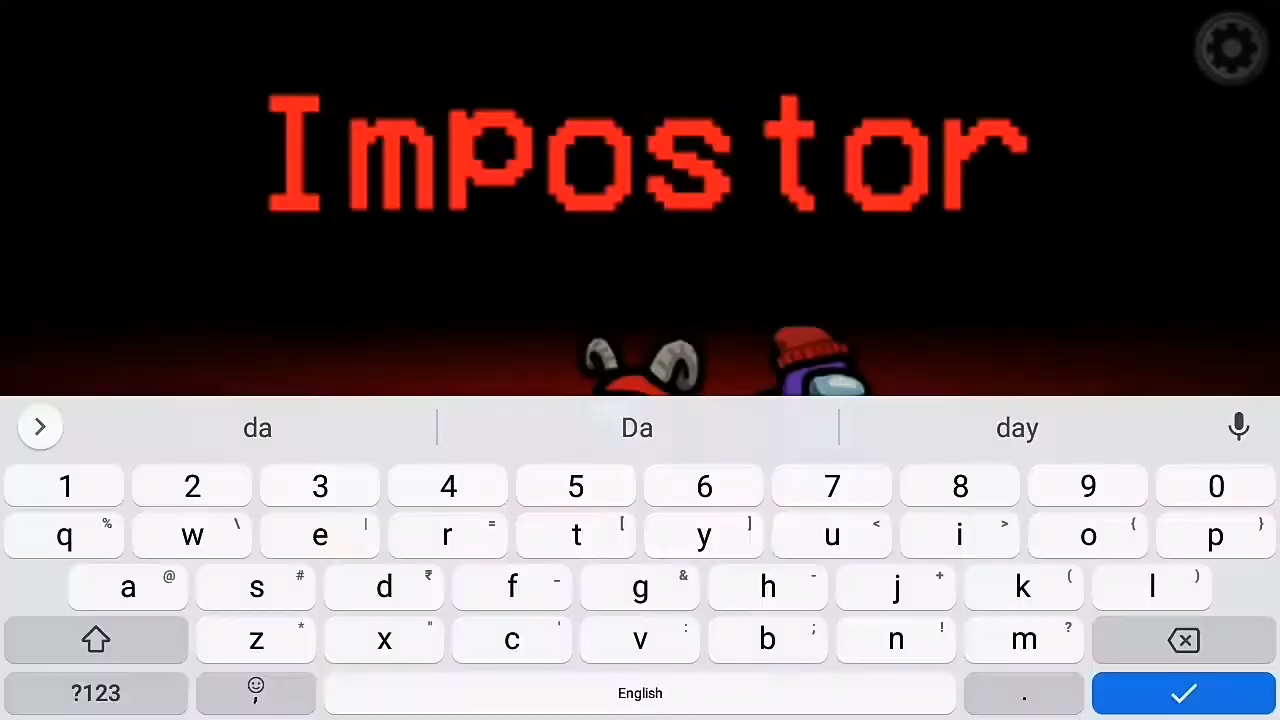 Impostor
da Da day
1 2 3 4 5 6 7 8 9 0
q % w \ e | r = t [ y ] u < i > o { p }
a @ s # d ₹ f _ g & h - j + k ( l )
z * x " c ' v : b ; n ! m ?
?123 , English .